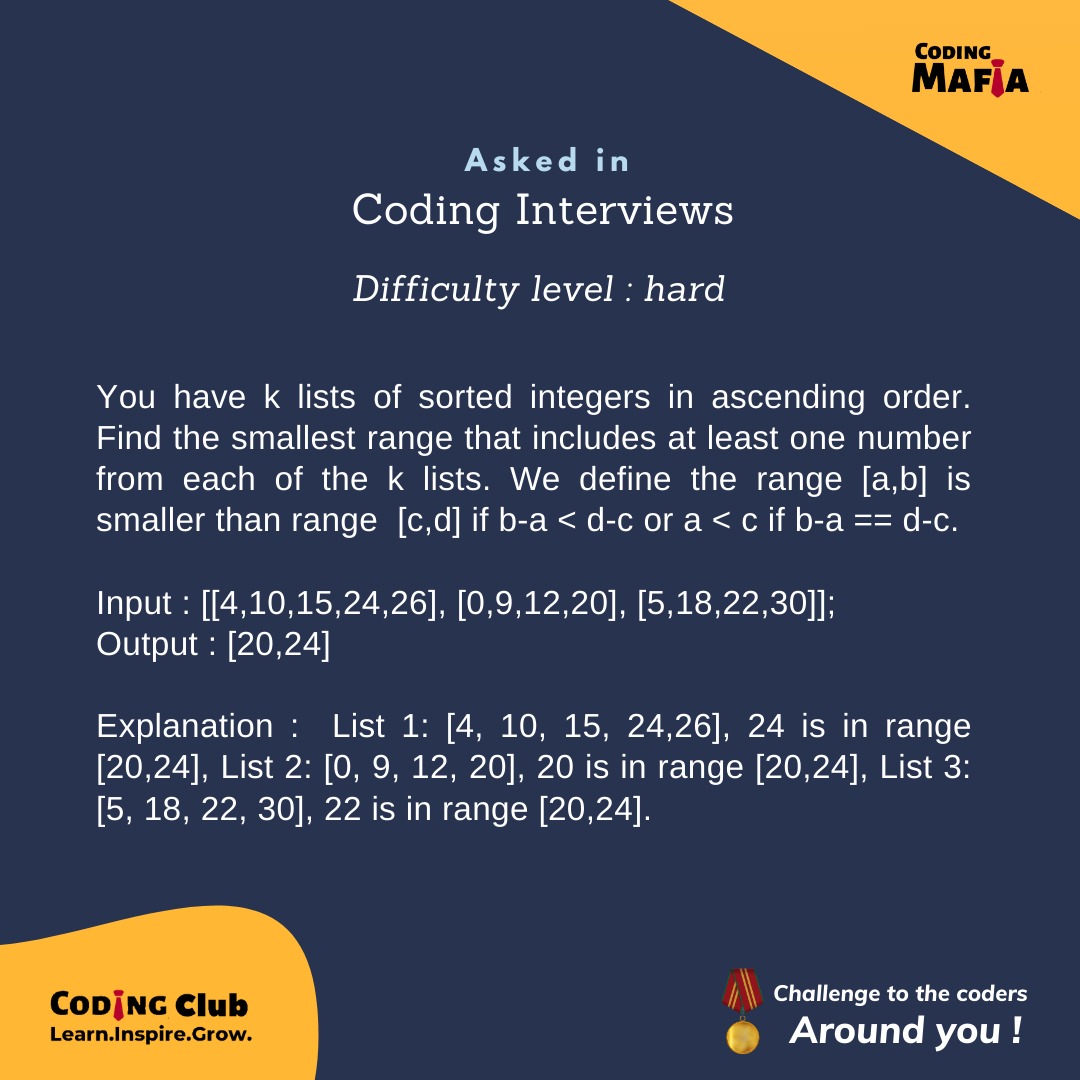 CODING
MAFIA
Asked in
Coding Interviews
Difficulty level : hard
You have k lists of sorted integers in ascending order.
Find the smallest range that includes at least one number
from each of the k lists. We define the range [a,b] is
smaller than range  [c,d] if b-a < d-c or a < c if b-a == d-c.
Input : [[4,10,15,24,26], [0,9,12,20], [5,18,22,30]];
Output : [20,24]
Explanation :  List 1: [4, 10, 15, 24,26], 24 is in range
[20,24], List 2: [0, 9, 12, 20], 20 is in range [20,24], List 3:
[5, 18, 22, 30], 22 is in range [20,24].
CODING Club
Learn.Inspire.Grow.
Challenge to the coders
Around you !